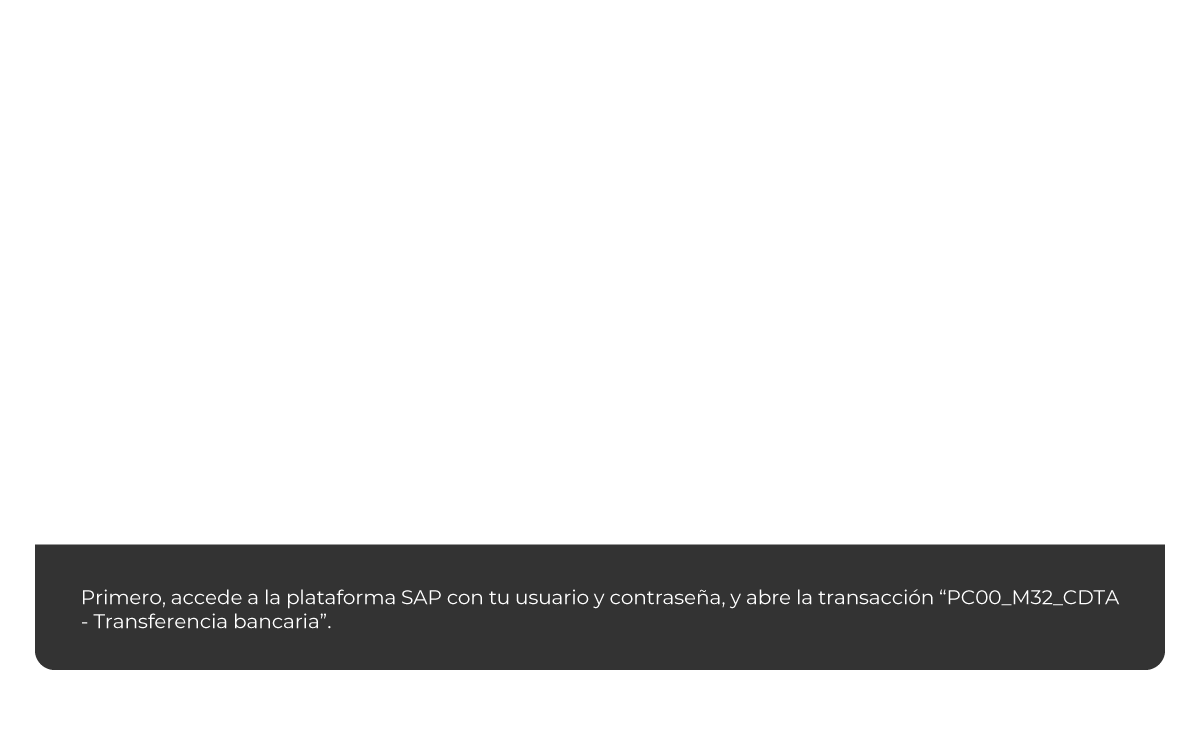 Primero, accede a la plataforma SAP con tu usuario y contraseña, y abre la transacción “PC00_M32_CDTA
- Transferencia bancaria”.